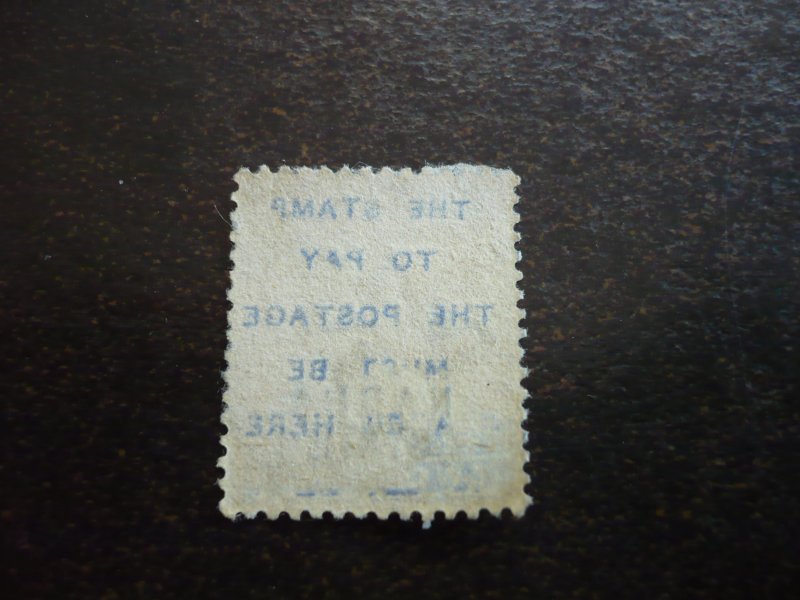 THE STAMP
TO PAY
THE POSTAGE
BE
HERE